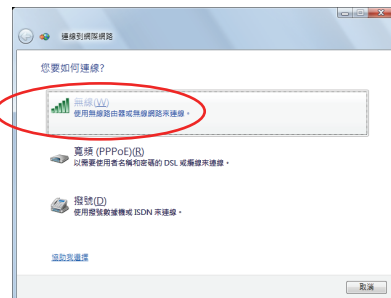 連線到網際網路
您要如何連線?
無線(W)
使用無線路由器或無線網路來連線。
寬頻 (PPPoE)(R)
以需要使用者名稱和密碼的 DSL 或纜線來連線。
撥號(D)
使用撥號數據機或 ISDN 來連線。
協助我選擇
取消